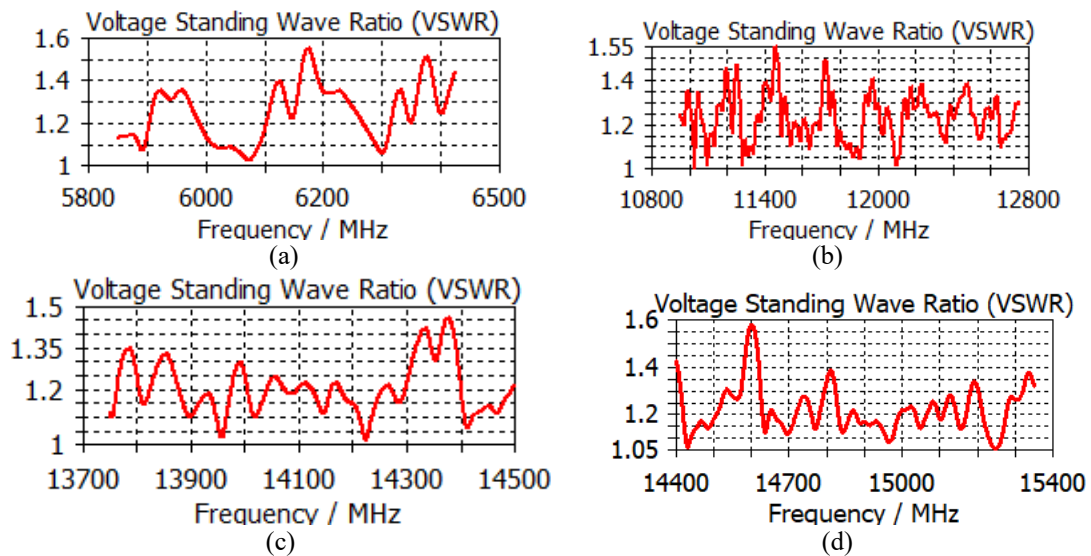 Voltage Standing Wave Ratio (VSWR)
1.6
1.4
1.2
1
5800 6000 6200 6500
Frequency / MHz
(a)
Voltage Standing Wave Ratio (VSWR)
1.55
1.4
1.2
1
10800 11400 12000 12800
Frequency / MHz
(b)
Voltage Standing Wave Ratio (VSWR)
1.5
1.35
1.2
1
13700 13900 14100 14300 14500
Frequency / MHz
(c)
Voltage Standing Wave Ratio (VSWR)
1.6
1.4
1.2
1.05
14400 14700 15000 15400
Frequency / MHz
(d)